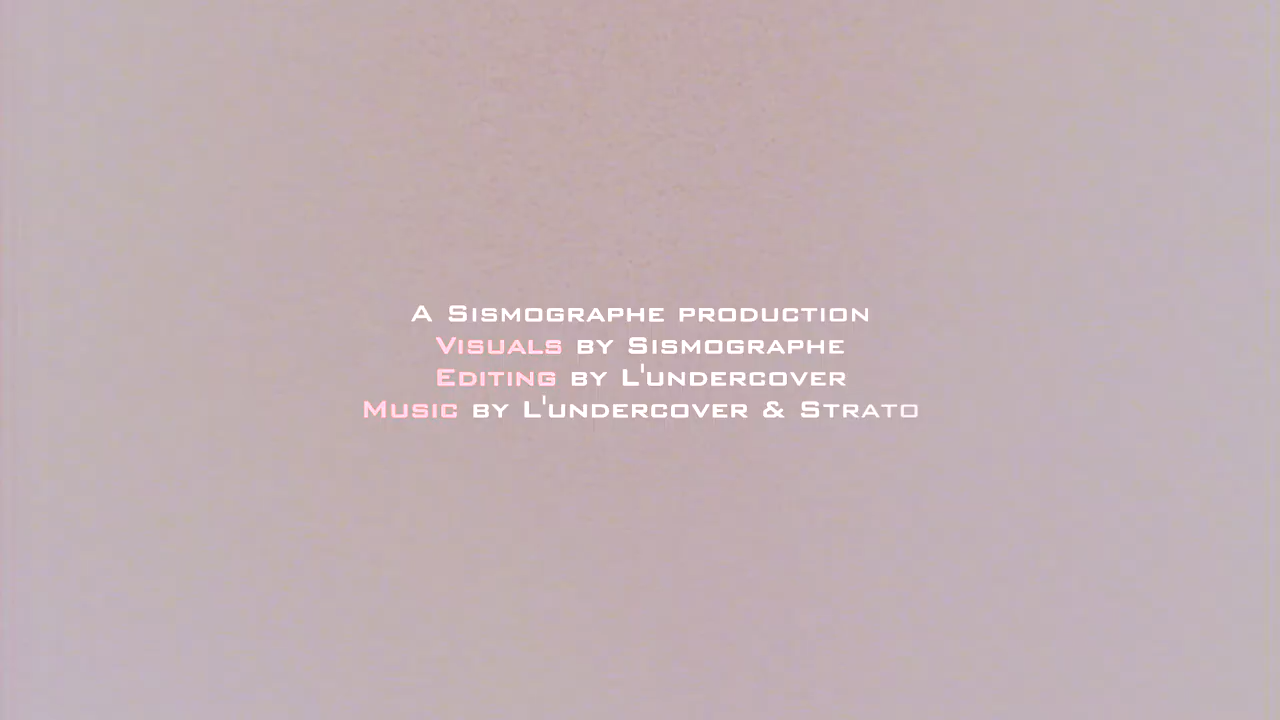 A Sismographe production
Visuals by Sismographe
Editing by L'undercover
Music by L'undercover & Strato